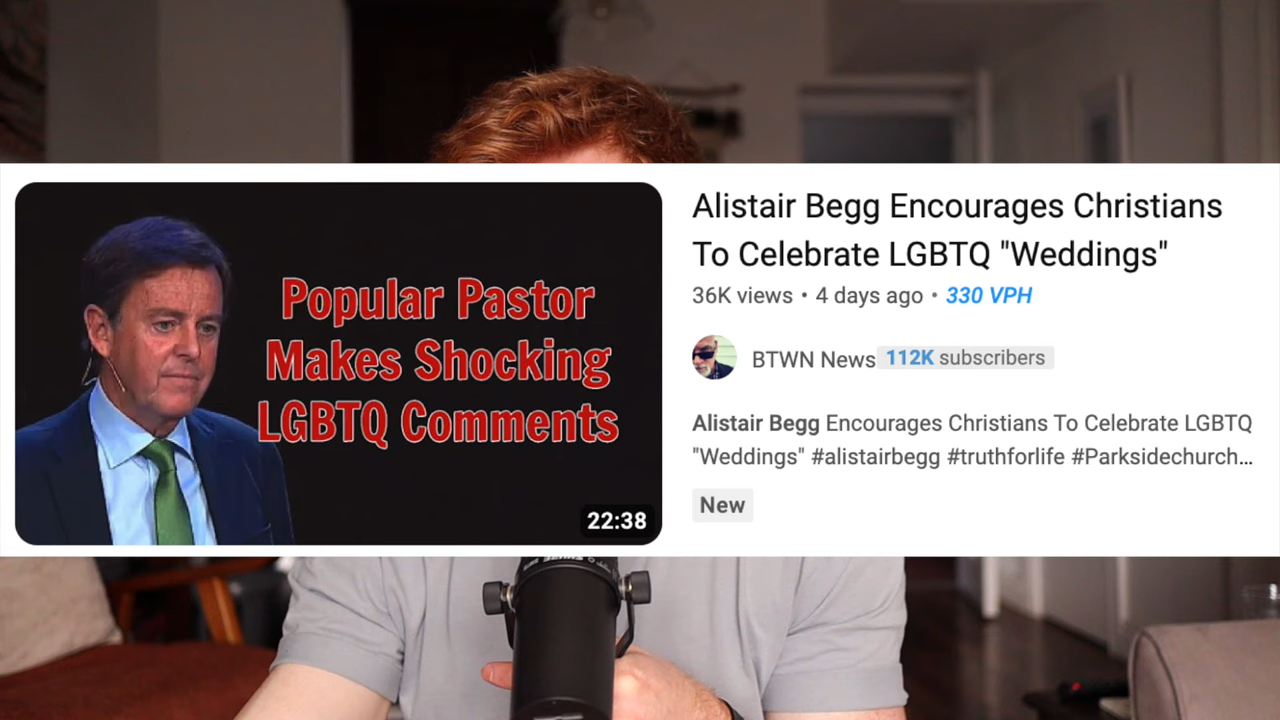 Popular Pastor
Makes Shocking
LGBTQ Comments
22:38
Alistair Begg Encourages Christians
To Celebrate LGBTQ "Weddings"
36K views • 4 days ago • 330 VPH
BTWN News 112K subscribers
Alistair Begg Encourages Christians To Celebrate LGBTQ
"Weddings" #alistairbegg #truthforlife #Parksidechurch...
New